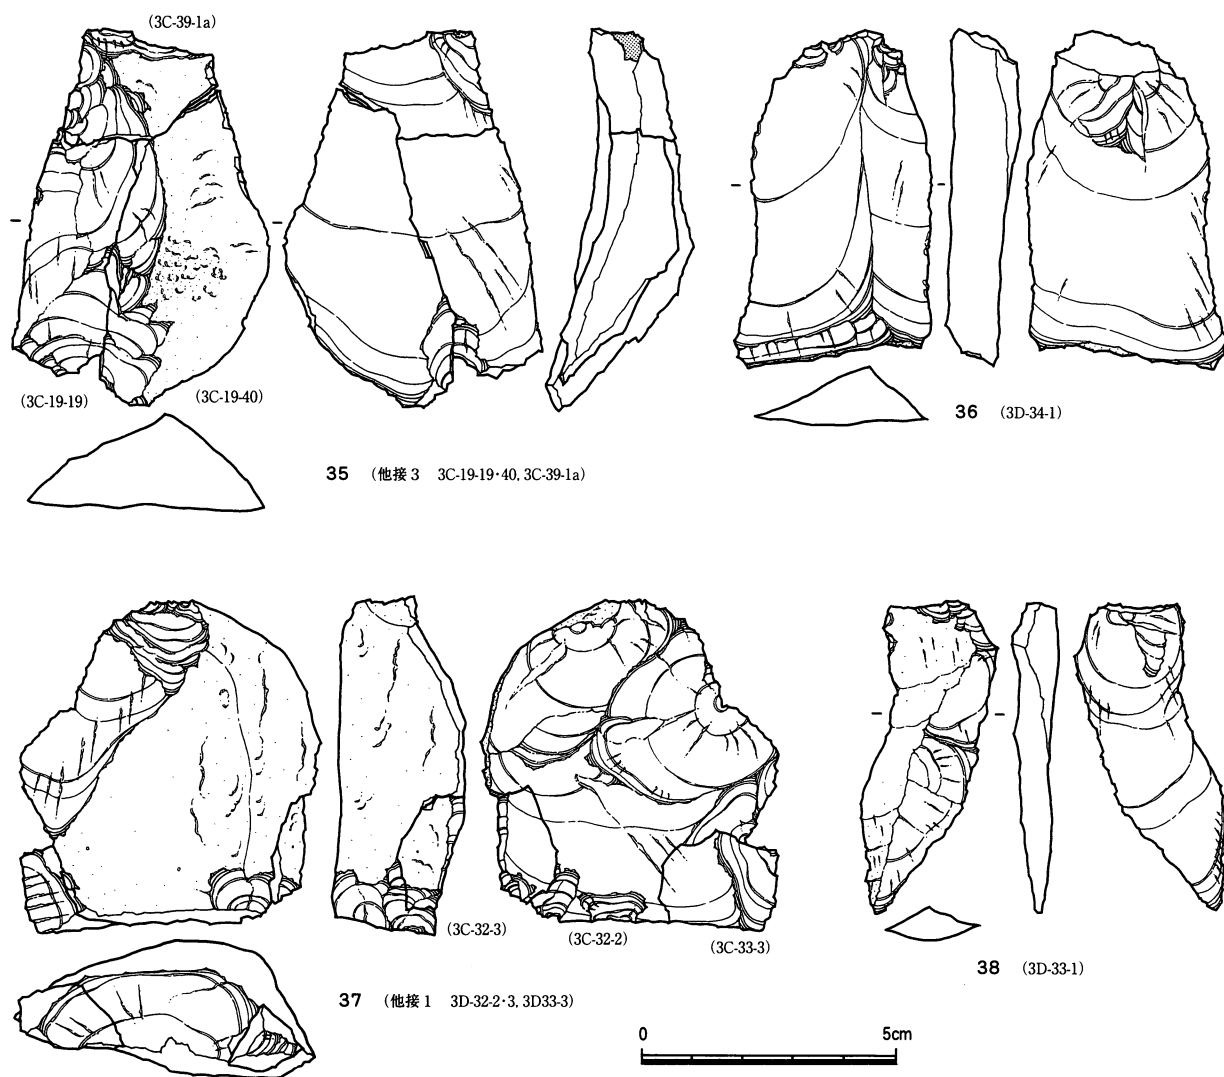 (3C-39-1a)
(3C-19-19)
(3C-19-40)
35 (他接3 3C-19-19・40, 3C-39-1a)
36 (3D-34-1)
(3C-32-3)
(3C-32-2)
(3C-33-3)
37 (他接1 3D-32-2・3, 3D33-3)
38 (3D-33-1)
0 5cm